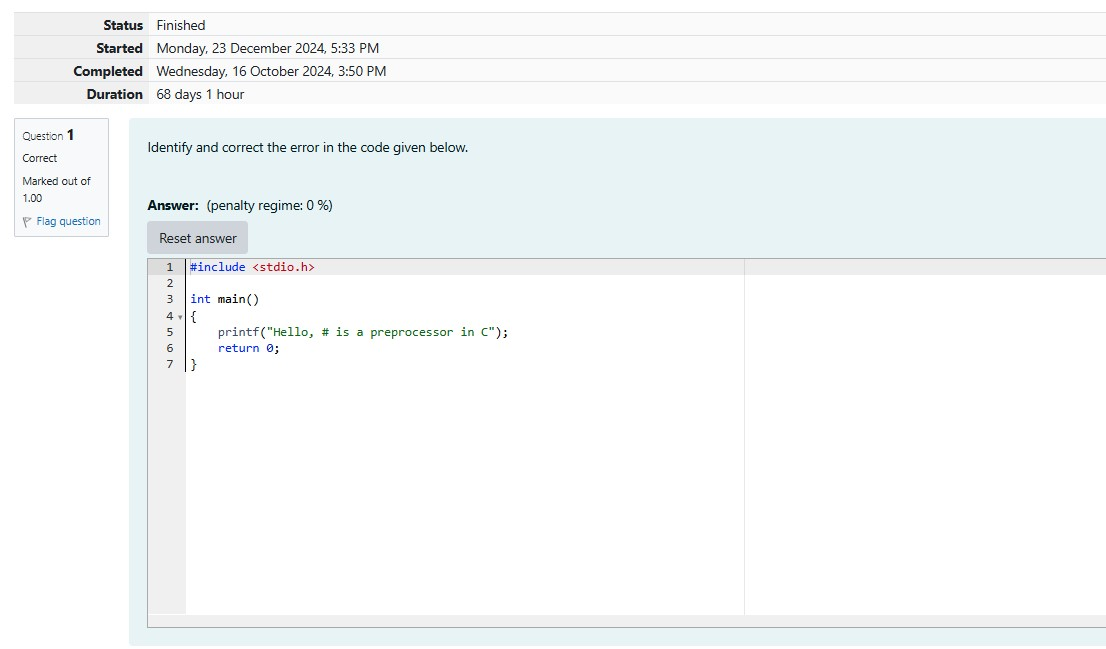 Status Finished
Started Monday, 23 December 2024, 5:33 PM
Completed Wednesday, 16 October 2024, 3:50 PM
Duration 68 days 1 hour
Question 1
Correct
Marked out of
1.00
Flag question
Identify and correct the error in the code given below.
Answer: (penalty regime: 0 %)
Reset answer
1 #include <stdio.h>
2
3 int main()
4 {
5     printf("Hello, # is a preprocessor in C");
6     return 0;
7 }